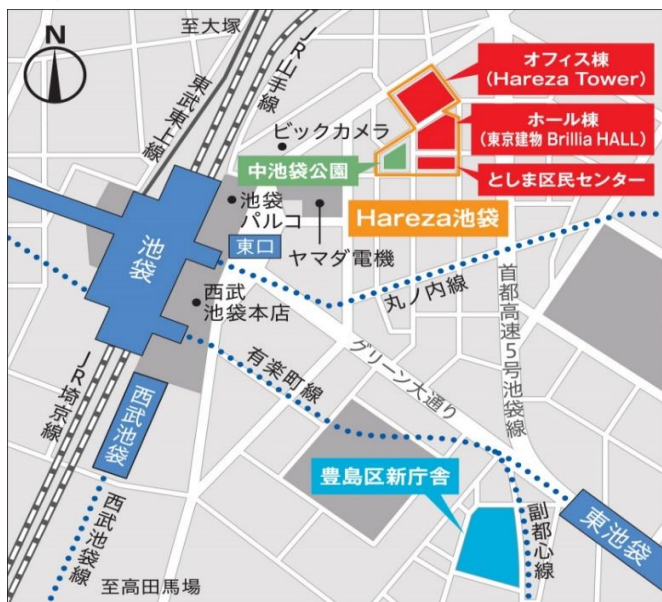 至大塚
JR山手線
東武東上線
N
オフィス棟
(Hareza Tower)
ホール棟
(東京建物 Brillia HALL)
としま区民センター
ビックカメラ
中池袋公園
Hareza池袋
池袋
パルコ
ヤマダ電機
東口
池袋
西武
池袋本店
丸ノ内線
首都高速5号池袋線
グリーン大通り
有楽町線
JR埼京線
西武池袋
西武池袋線
豊島区新庁舎
副都心線
東池袋
至高田馬場